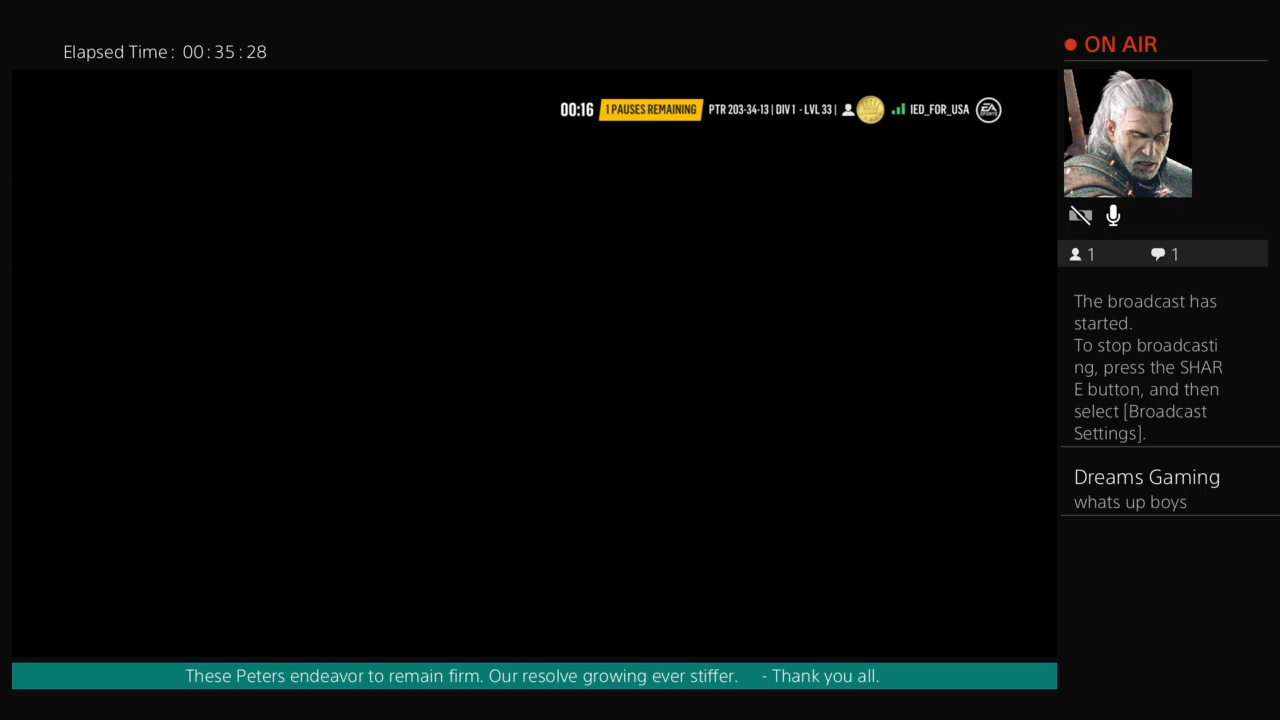 Elapsed Time: 00:35:28
ON AIR
00:16 1 PAUSES REMAINING PTR 203-34-13 | DIV 1 - LVL 33 | IED_FOR_USA EA SPORTS
1 1
The broadcast has
started.
To stop broadcasti
ng, press the SHAR
E button, and then
select [Broadcast
Settings].
Dreams Gaming
whats up boys
These Peters endeavor to remain firm. Our resolve growing ever stiffer. - Thank you all.